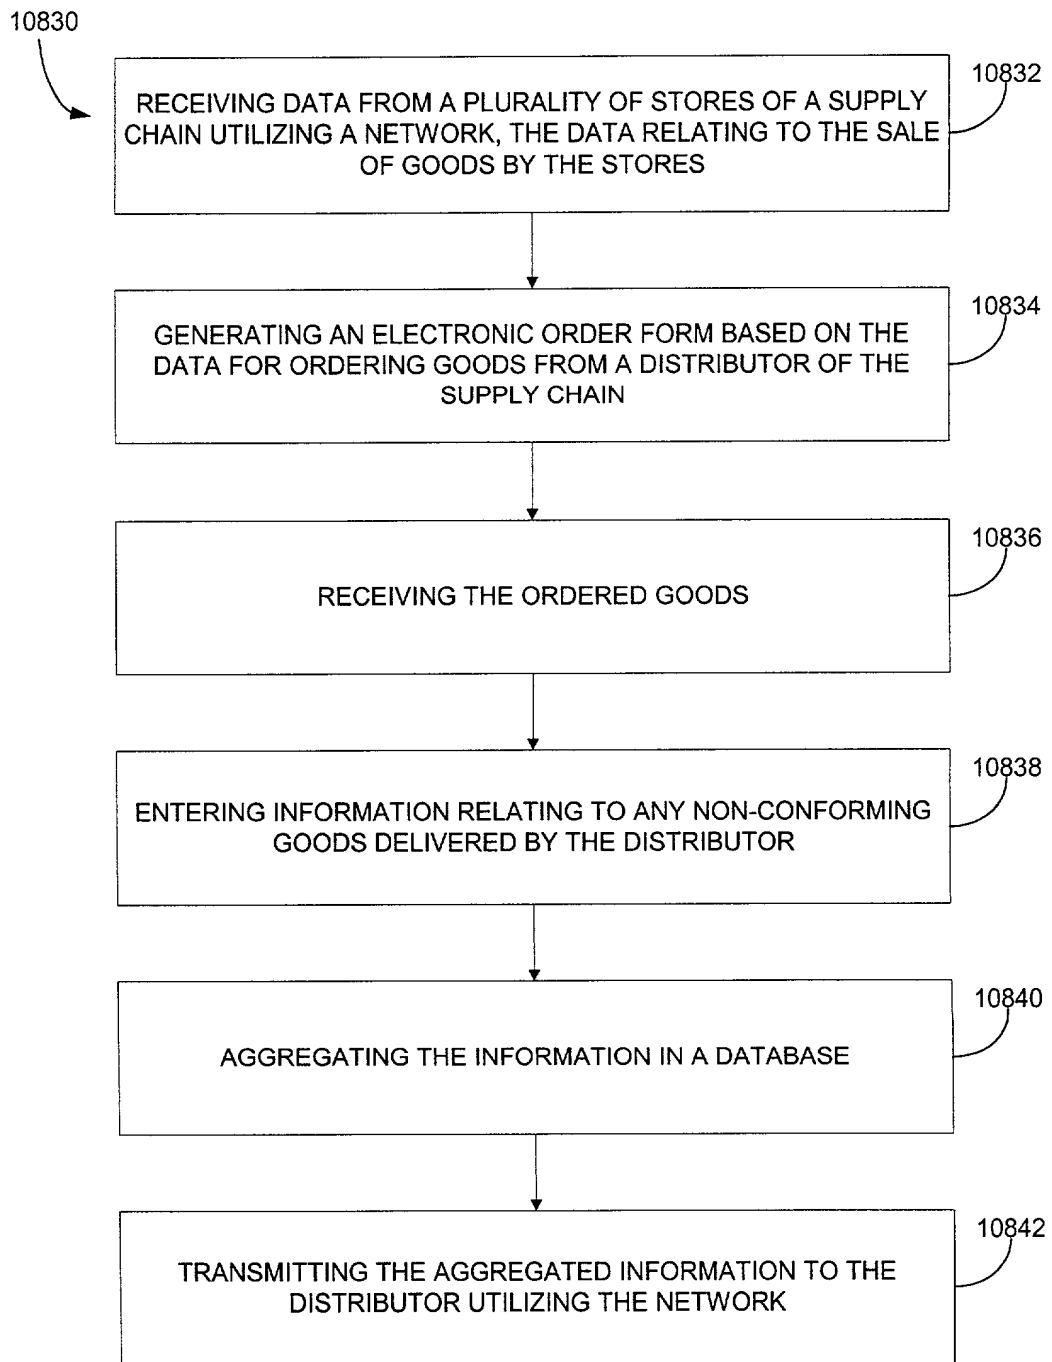 10830
10832
RECEIVING DATA FROM A PLURALITY OF STORES OF A SUPPLY
CHAIN UTILIZING A NETWORK, THE DATA RELATING TO THE SALE
OF GOODS BY THE STORES
10834
GENERATING AN ELECTRONIC ORDER FORM BASED ON THE
DATA FOR ORDERING GOODS FROM A DISTRIBUTOR OF THE
SUPPLY CHAIN
10836
RECEIVING THE ORDERED GOODS
10838
ENTERING INFORMATION RELATING TO ANY NON-CONFORMING
GOODS DELIVERED BY THE DISTRIBUTOR
10840
AGGREGATING THE INFORMATION IN A DATABASE
10842
TRANSMITTING THE AGGREGATED INFORMATION TO THE
DISTRIBUTOR UTILIZING THE NETWORK